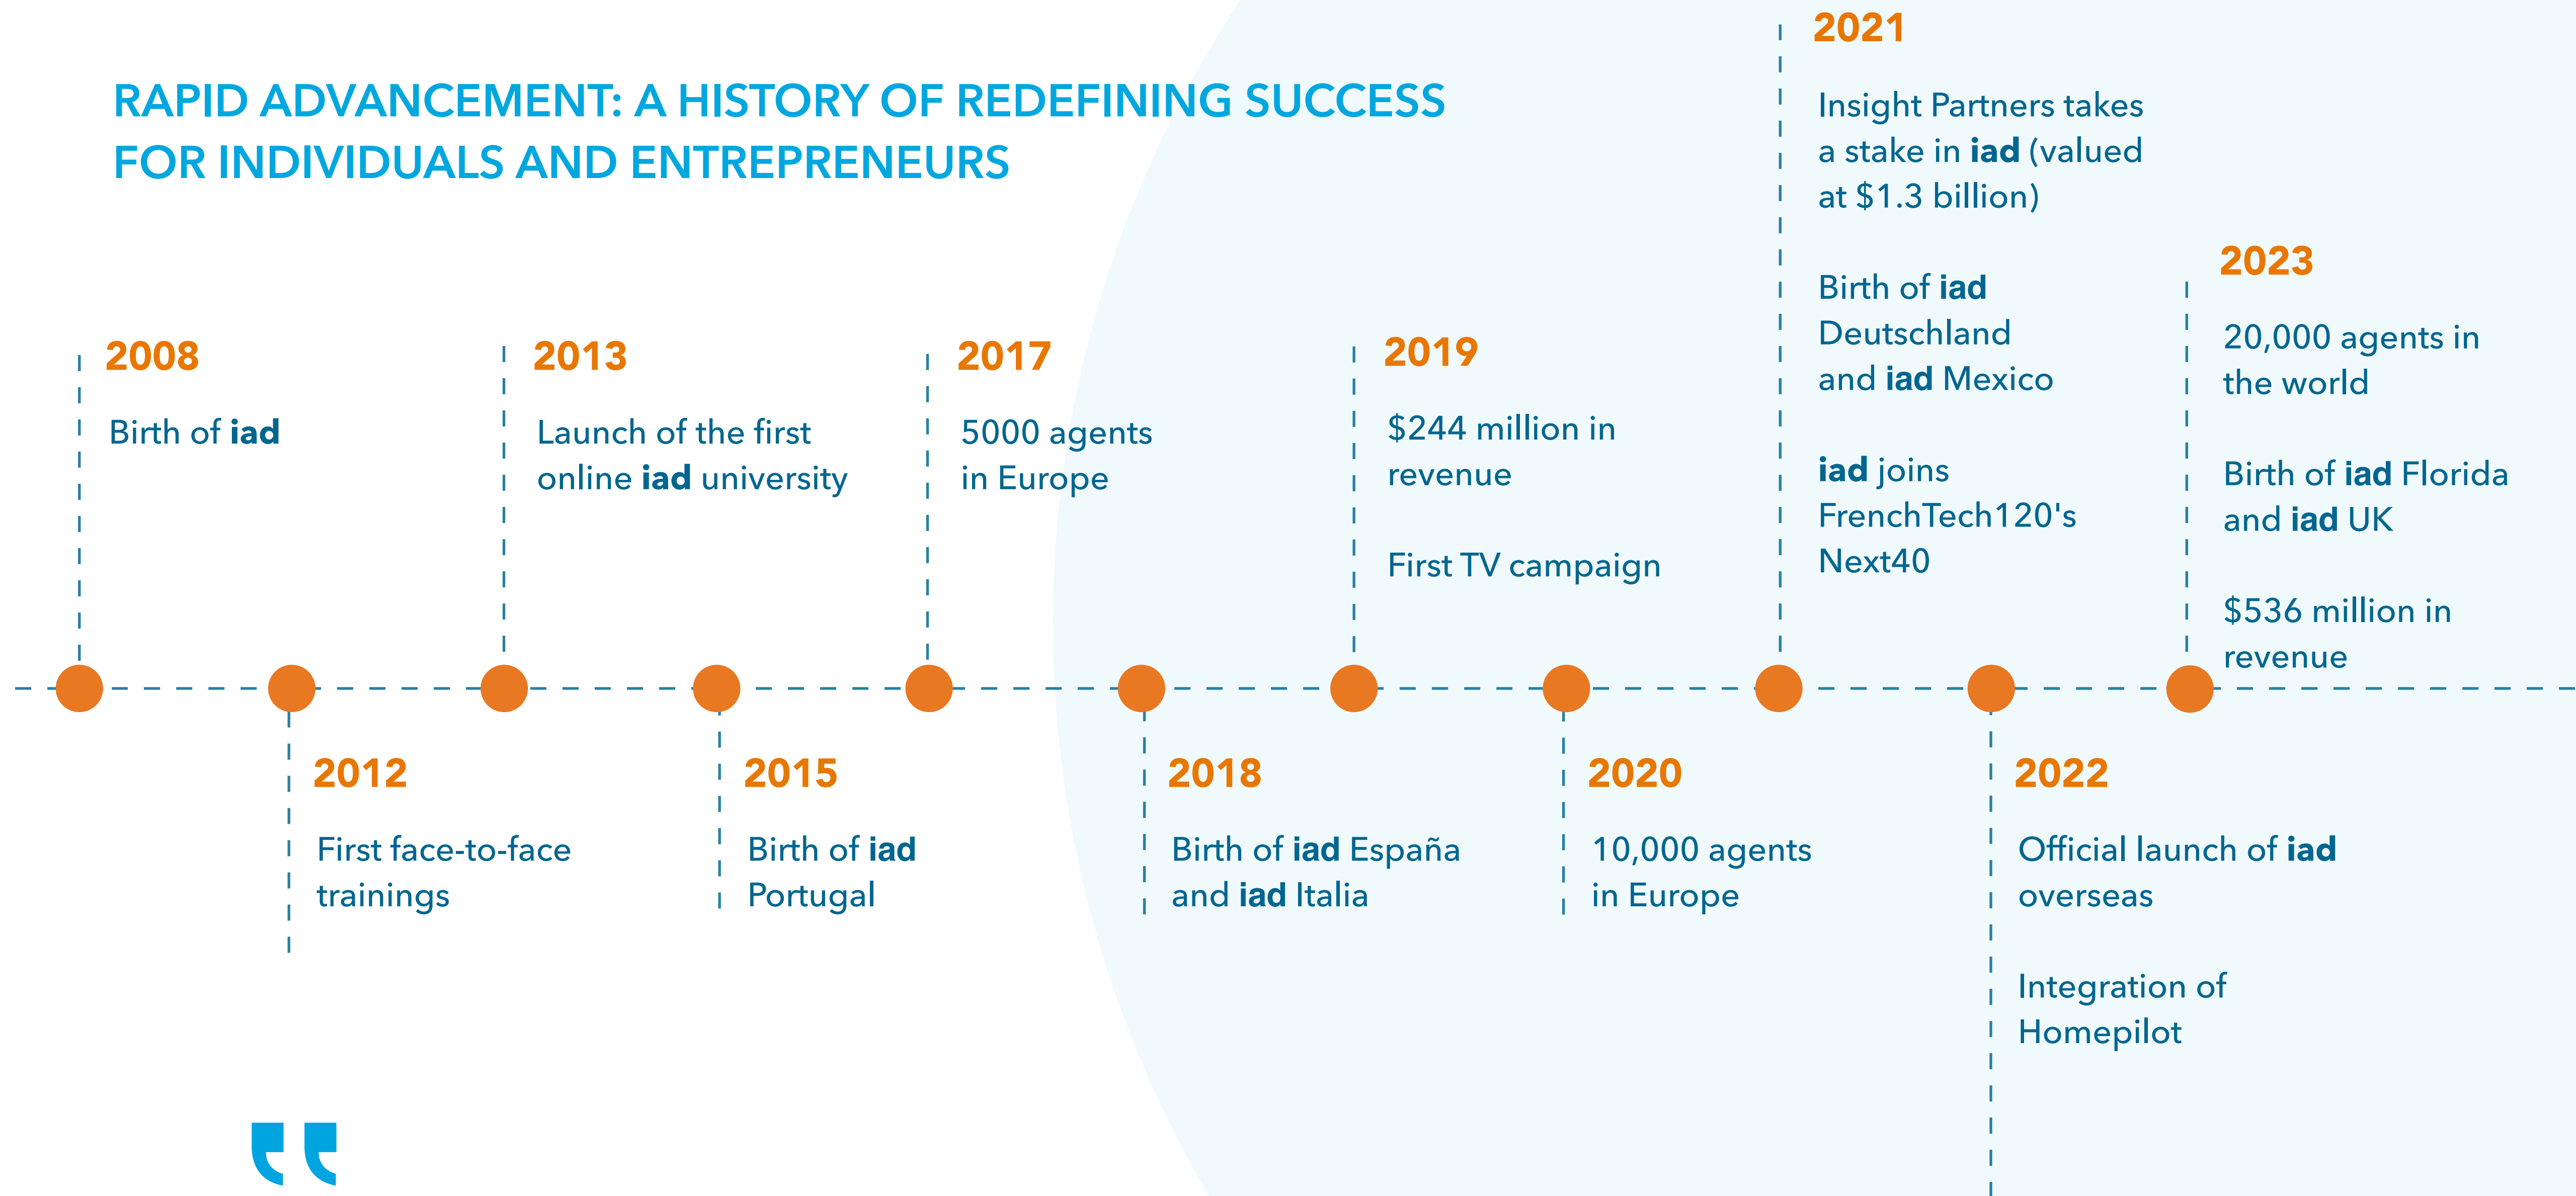 RAPID ADVANCEMENT: A HISTORY OF REDEFINING SUCCESS
FOR INDIVIDUALS AND ENTREPRENEURS
2008
Birth of iad
2012
First face-to-face
trainings
2013
Launch of the first
online iad university
2015
Birth of iad
Portugal
2017
5000 agents
in Europe
2018
Birth of iad España
and iad Italia
2019
$244 million in
revenue
First TV campaign
2020
10,000 agents
in Europe
2021
Insight Partners takes
a stake in iad (valued
at $1.3 billion)
Birth of iad
Deutschland
and iad Mexico
iad joins
FrenchTech120's
Next40
2022
Official launch of iad
overseas
Integration of
Homepilot
2023
20,000 agents in
the world
Birth of iad Florida
and iad UK
$536 million in
revenue